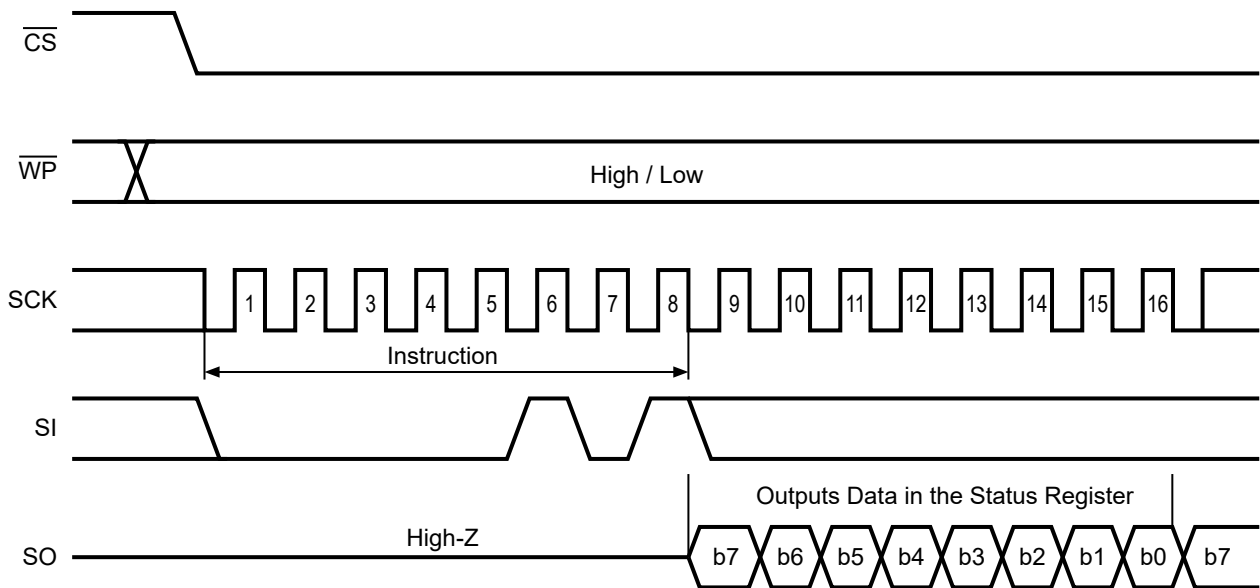 CS
WP
High / Low
SCK
1 2 3 4 5 6 7 8 9 10 11 12 13 14 15 16
Instruction
SI
Outputs Data in the Status Register
High-Z
SO
b7 b6 b5 b4 b3 b2 b1 b0 b7